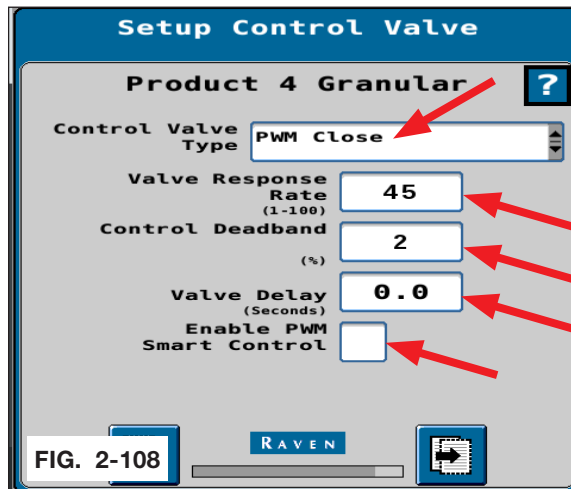 Setup Control Valve
Product 4 Granular
?
Control Valve
Type
PWM Close
Valve Response
Rate
(1-100)
45
Control Deadband
(%)
2
Valve Delay
(Seconds)
0.0
Enable PWM
Smart Control
RAVEN
FIG. 2-108